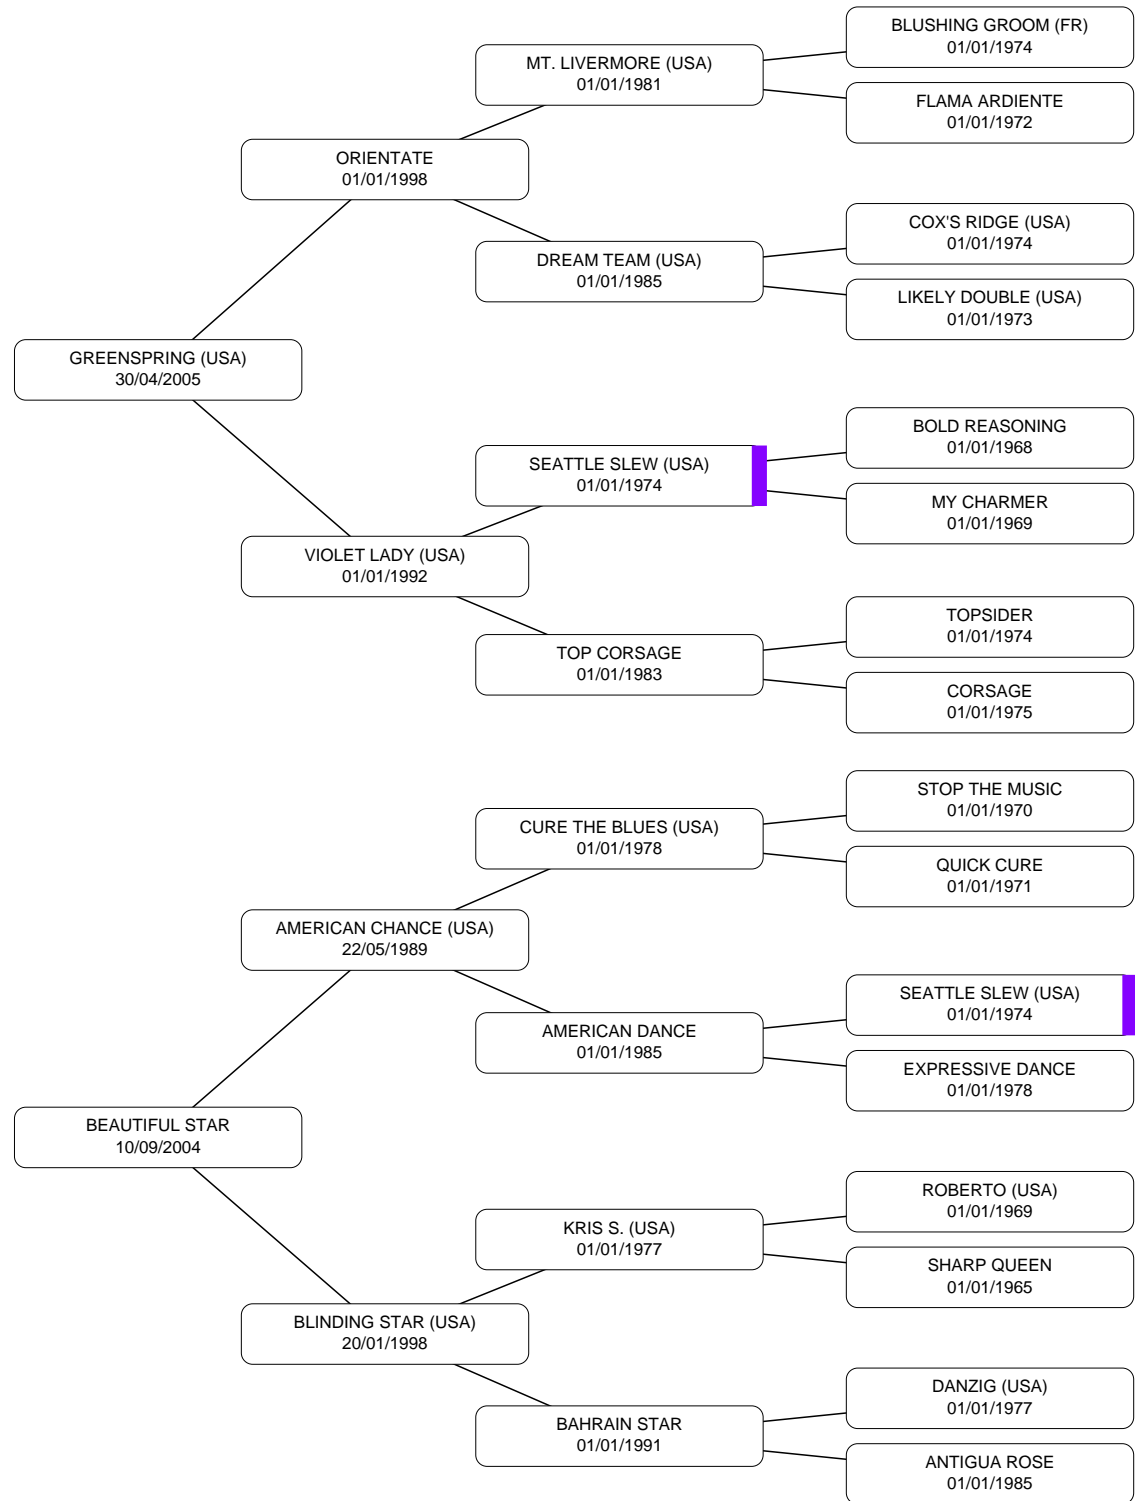 BLUSHING GROOM (FR)
01/01/1974
MT. LIVERMORE (USA)
01/01/1981
FLAMA ARDIENTE
01/01/1972
ORIENTATE
01/01/1998
COX'S RIDGE (USA)
01/01/1974
DREAM TEAM (USA)
01/01/1985
LIKELY DOUBLE (USA)
01/01/1973
GREENSPRING (USA)
30/04/2005
BOLD REASONING
01/01/1968
SEATTLE SLEW (USA)
01/01/1974
MY CHARMER
01/01/1969
VIOLET LADY (USA)
01/01/1992
TOPSIDER
01/01/1974
TOP CORSAGE
01/01/1983
CORSAGE
01/01/1975
STOP THE MUSIC
01/01/1970
CURE THE BLUES (USA)
01/01/1978
QUICK CURE
01/01/1971
AMERICAN CHANCE (USA)
22/05/1989
SEATTLE SLEW (USA)
01/01/1974
AMERICAN DANCE
01/01/1985
EXPRESSIVE DANCE
01/01/1978
BEAUTIFUL STAR
10/09/2004
ROBERTO (USA)
01/01/1969
KRIS S. (USA)
01/01/1977
SHARP QUEEN
01/01/1965
BLINDING STAR (USA)
20/01/1998
DANZIG (USA)
01/01/1977
BAHRAIN STAR
01/01/1991
ANTIGUA ROSE
01/01/1985